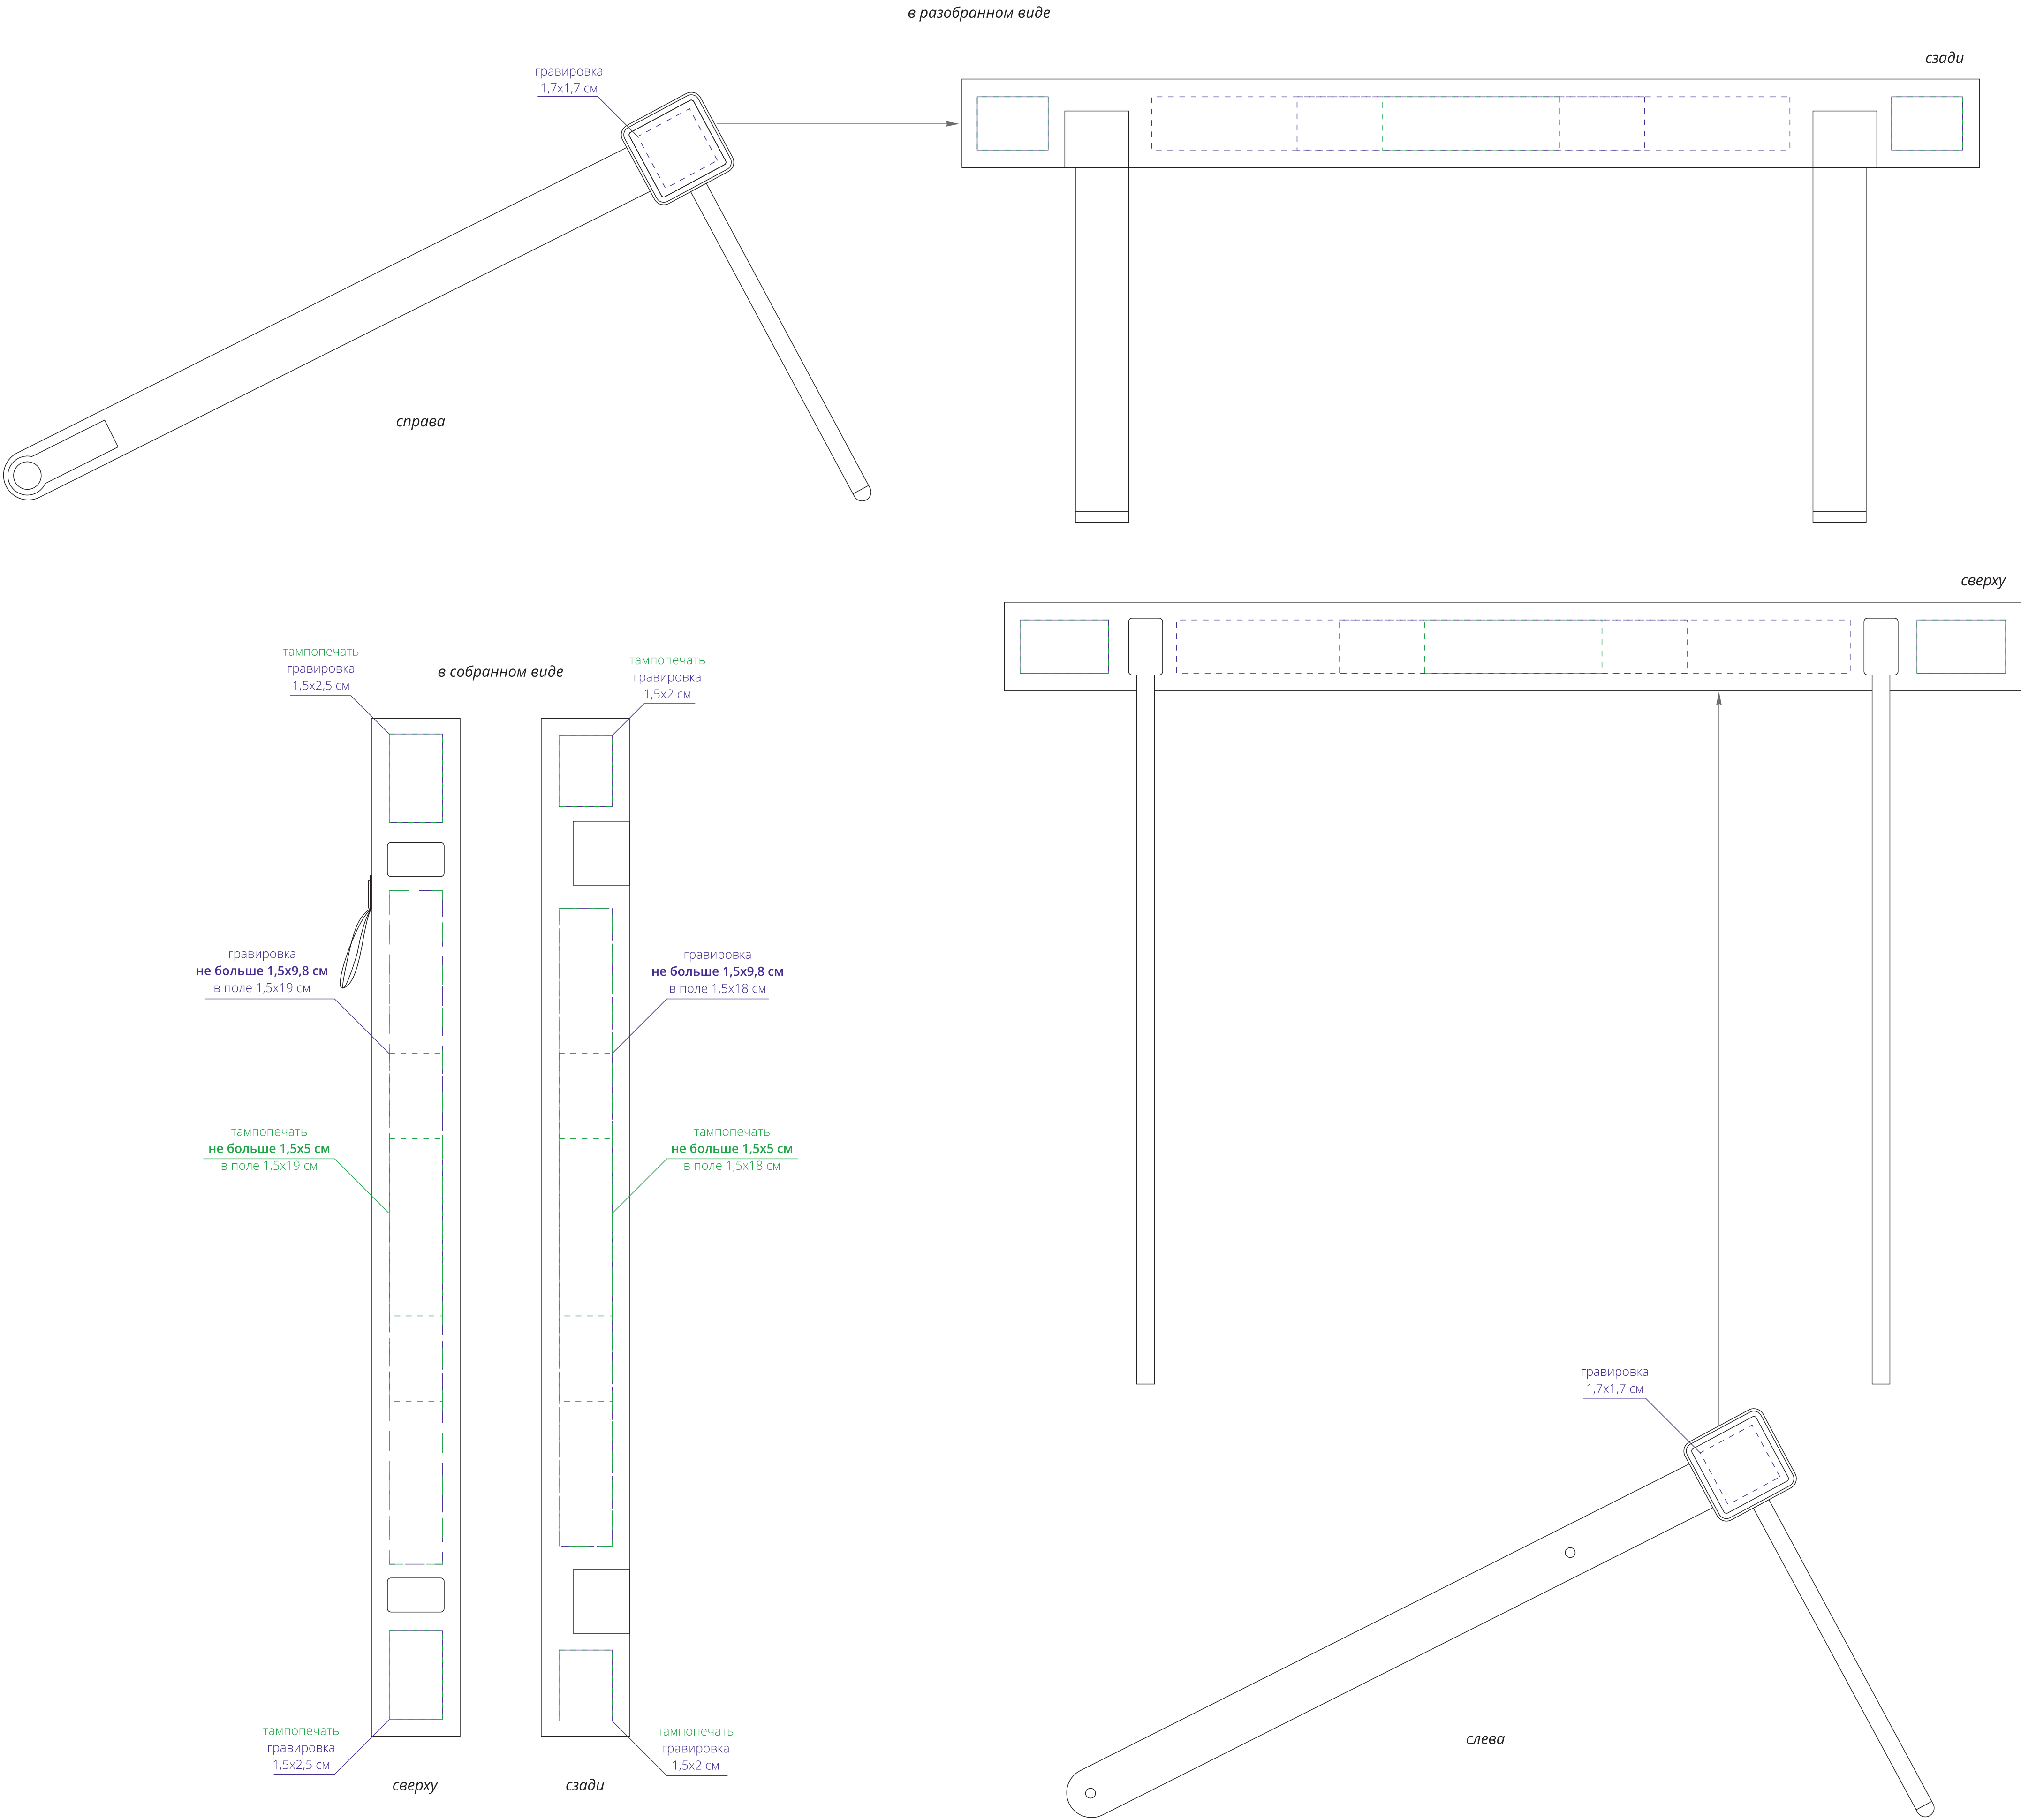 в разобранном виде
сзади
гравировка
1,7x1,7 см
справа
сверху
тампопечать
гравировка
1,5x2,5 см
в собранном виде
тампопечать
гравировка
1,5x2 см
гравировка
не больше 1,5x9,8 см
в поле 1,5x19 см
гравировка
не больше 1,5x9,8 см
в поле 1,5x18 см
тампопечать
не больше 1,5x5 см
в поле 1,5x19 см
тампопечать
не больше 1,5x5 см
в поле 1,5x18 см
гравировка
1,7x1,7 см
тампопечать
гравировка
1,5x2,5 см
тампопечать
гравировка
1,5x2 см
слева
сверху
сзади